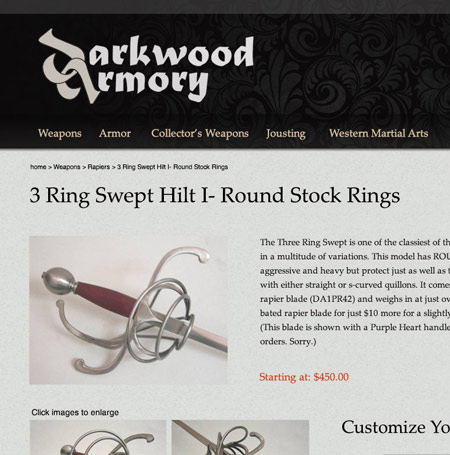 Darkwood
Armory
Weapons Armor Collector's Weapons Jousting Western Martial Arts
home > Weapons > Rapiers > 3 Ring Swept Hilt I- Round Stock Rings
3 Ring Swept Hilt I- Round Stock Rings
The Three Ring Swept is one of the classiest of th
in a multitude of variations. This model has ROU
aggressive and heavy but protect just as well as t
with either straight or s-curved quillons. It come
rapier blade (DA1PR42) and weighs in at just ov
bated rapier blade for just $10 more for a slightly
(This blade is shown with a Purple Heart handle
orders. Sorry.)
Starting at: $450.00
Click images to enlarge
Customize Yo